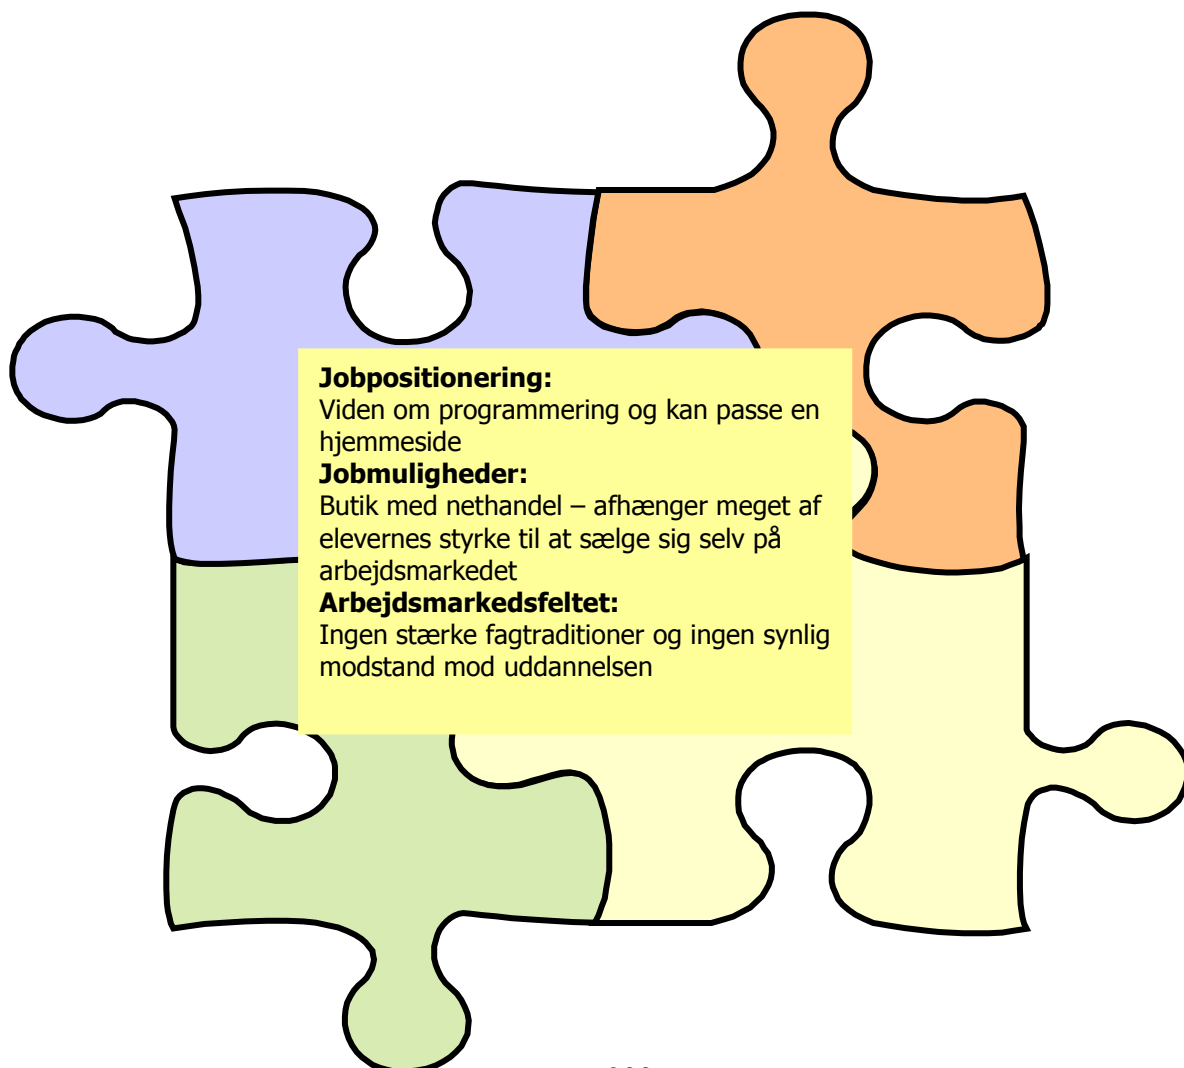 Jobpositionering:
Viden om programmering og kan passe en
hjemmeside
Jobmuligheder:
Butik med nethandel – afhænger meget af
elevernes styrke til at sælge sig selv på
arbejdsmarkedet
Arbejdsmarkedsfeltet:
Ingen stærke fagtraditioner og ingen synlig
modstand mod uddannelsen